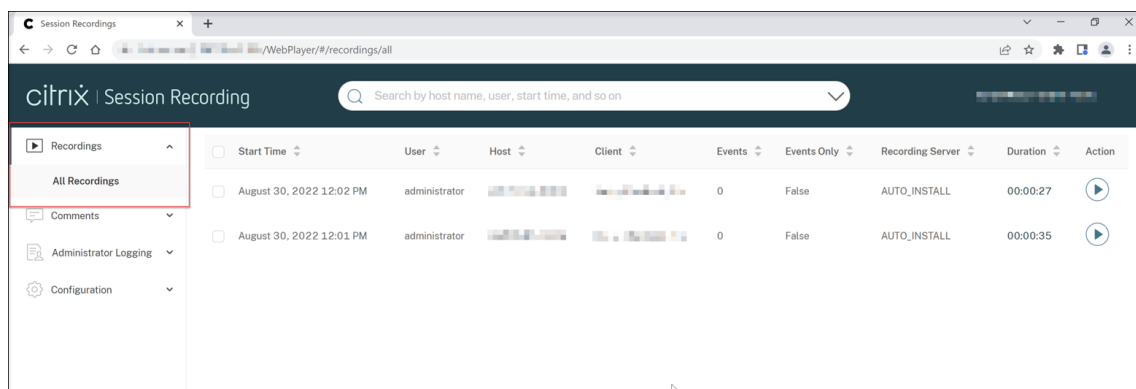 Session Recordings
/WebPlayer/#/recordings/all
citrix | Session Recording
Search by host name, user, start time, and so on
Recordings
All Recordings
Comments
Administrator Logging
Configuration
Start Time User Host Client Events Events Only Recording Server Duration Action
August 30, 2022 12:02 PM administrator 0 False AUTO_INSTALL 00:00:27
August 30, 2022 12:01 PM administrator 0 False AUTO_INSTALL 00:00:35